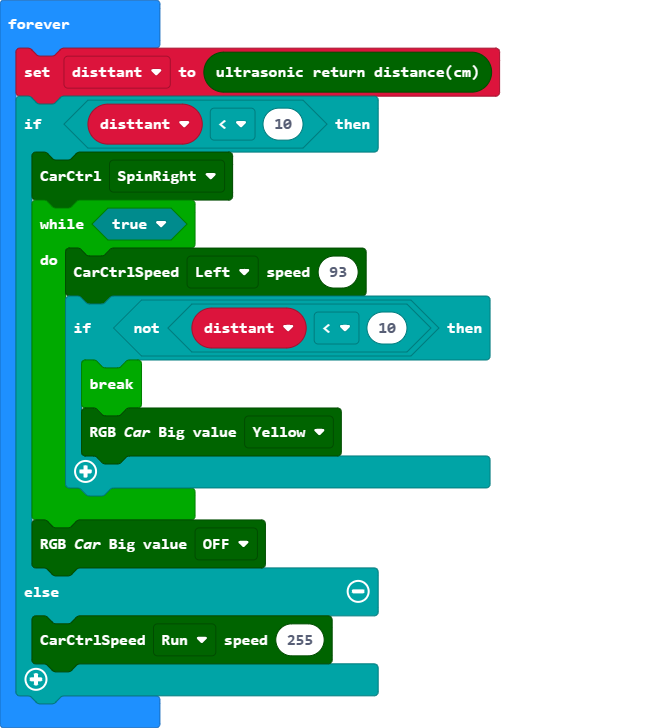 forever
set disttant to ultrasonic return distance(cm)
if disttant < 10 then
CarCtrl SpinRight
while true
do
CarCtrlSpeed Left speed 93
if not disttant < 10 then
break
RGB Car Big value Yellow
RGB Car Big value OFF
else
CarCtrlSpeed Run speed 255